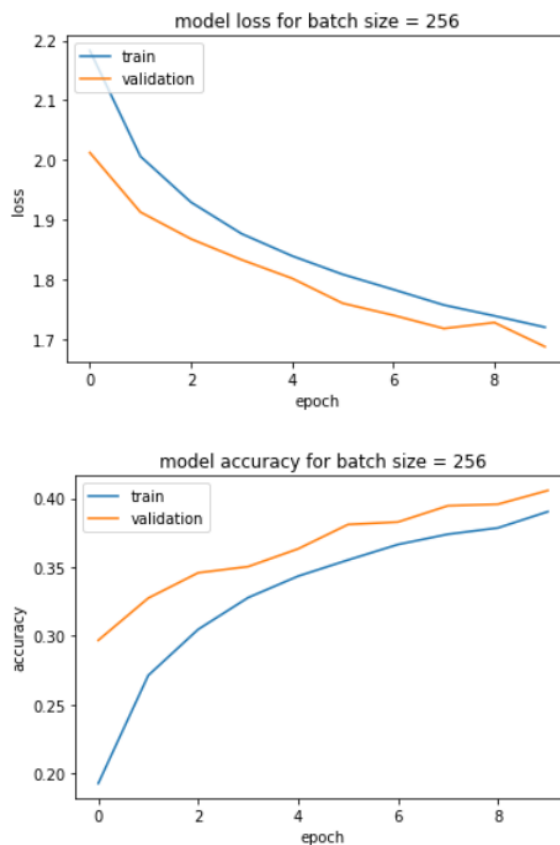 model loss for batch size = 256
2.2
train
validation
2.1
2.0
loss
1.9
1.8
1.7
0 2 4 6 8
epoch
model accuracy for batch size = 256
0.40
train
validation
0.35
0.30
accuracy
0.25
0.20
0 2 4 6 8
epoch